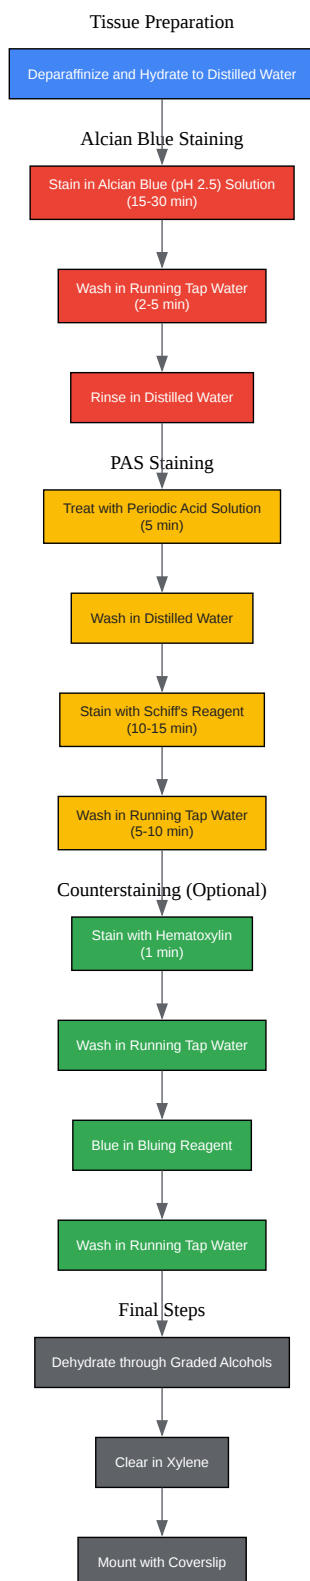 Tissue Preparation
Deparaffinize and Hydrate to Distilled Water
Alcian Blue Staining
Stain in Alcian Blue (pH 2.5) Solution
(15-30 min)
Wash in Running Tap Water
(2-5 min)
Rinse in Distilled Water
PAS Staining
Treat with Periodic Acid Solution
(5 min)
Wash in Distilled Water
Stain with Schiff's Reagent
(10-15 min)
Wash in Running Tap Water
(5-10 min)
Counterstaining (Optional)
Stain with Hematoxylin
(1 min)
Wash in Running Tap Water
Blue in Bluing Reagent
Wash in Running Tap Water
Final Steps
Dehydrate through Graded Alcohols
Clear in Xylene
Mount with Coverslip